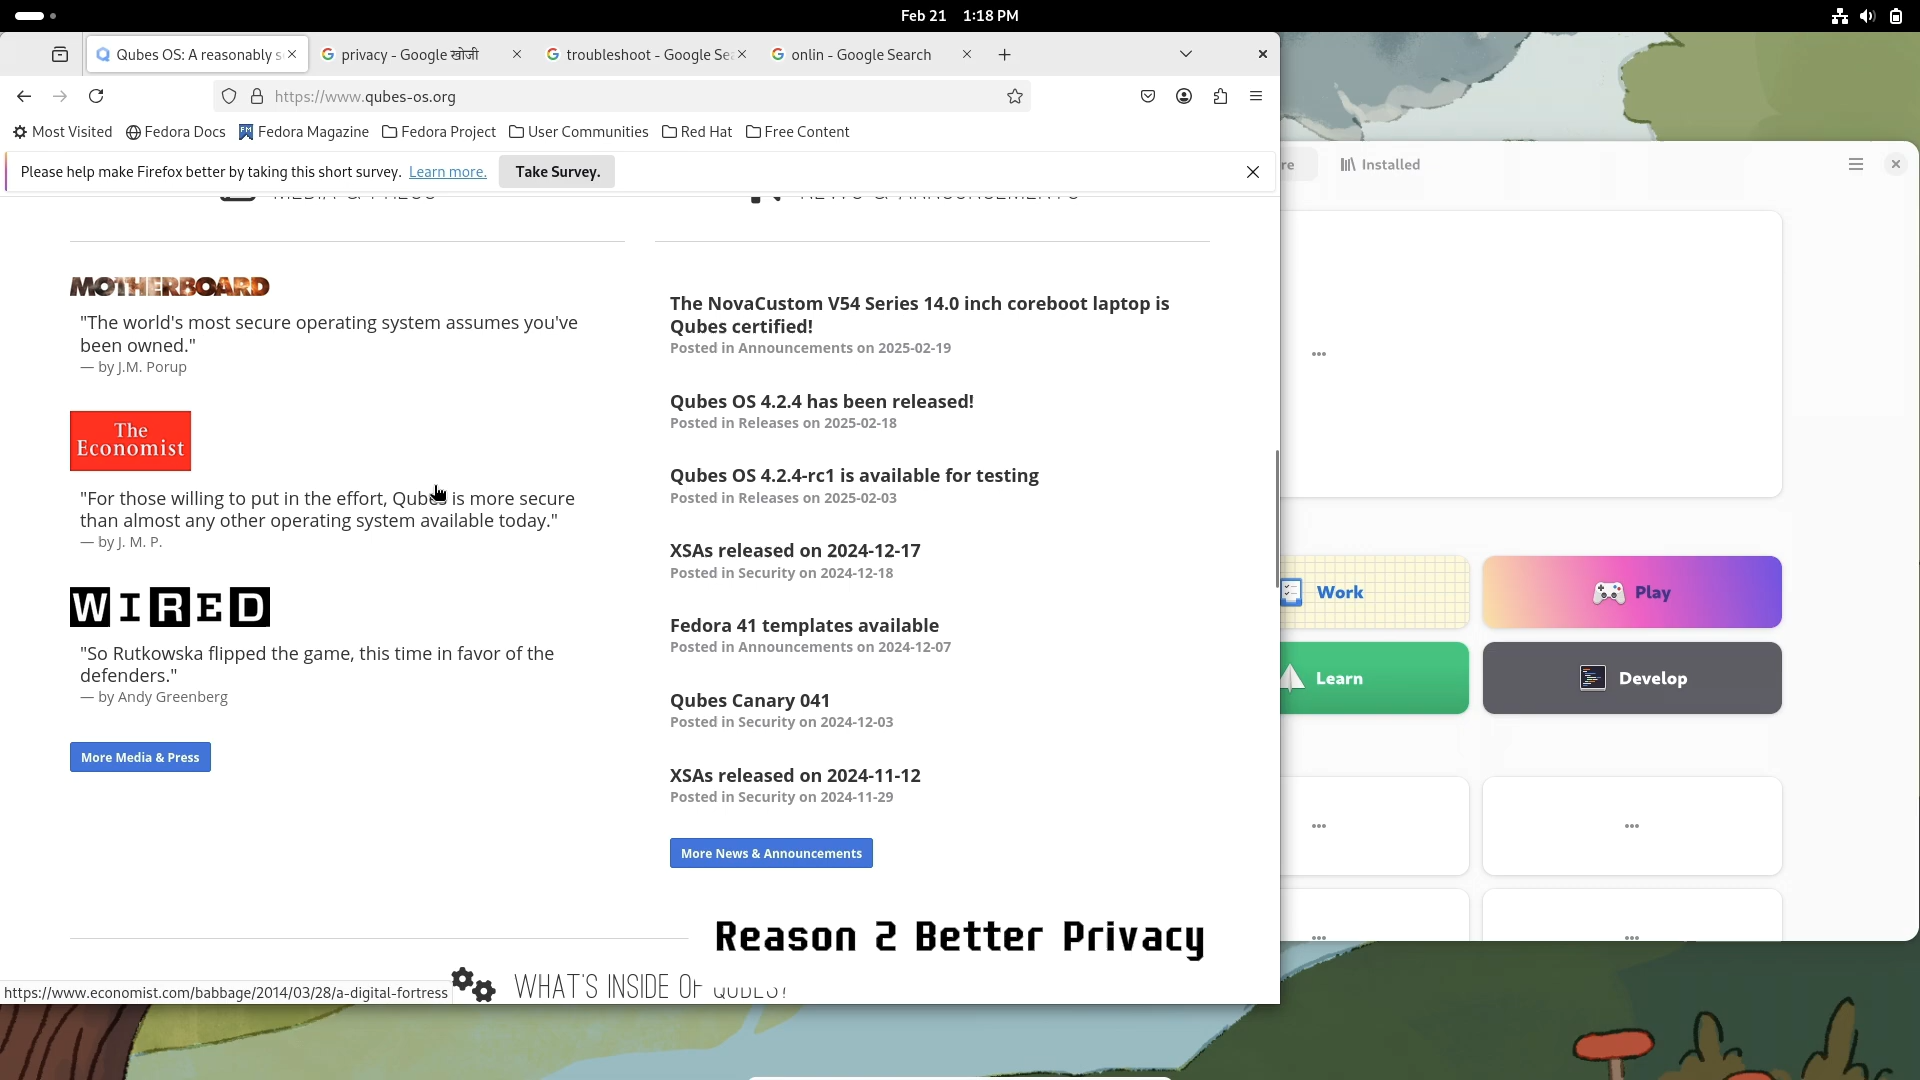 Feb 21 1:18 PM
Qubes OS: A reasonably s
privacy - Google खोजी
troubleshoot - Google Se
onlin - Google Search
https://www.qubes-os.org
Most Visited
Fedora Docs
Fedora Magazine
Fedora Project
User Communities
Red Hat
Free Content
Please help make Firefox better by taking this short survey. Learn more. Take Survey.
Installed
MEDIA & PRESS
NEWS & ANNOUNCEMENTS
MOTHERBOARD
"The world's most secure operating system assumes you've
been owned."
— by J.M. Porup
The Economist
"For those willing to put in the effort, Qubes is more secure
than almost any other operating system available today."
— by J. M. P.
WIRED
"So Rutkowska flipped the game, this time in favor of the
defenders."
— by Andy Greenberg
More Media & Press
The NovaCustom V54 Series 14.0 inch coreboot laptop is
Qubes certified!
Posted in Announcements on 2025-02-19
Qubes OS 4.2.4 has been released!
Posted in Releases on 2025-02-18
Qubes OS 4.2.4-rc1 is available for testing
Posted in Releases on 2025-02-03
XSAs released on 2024-12-17
Posted in Security on 2024-12-18
Fedora 41 templates available
Posted in Announcements on 2024-12-07
Qubes Canary 041
Posted in Security on 2024-12-03
XSAs released on 2024-11-12
Posted in Security on 2024-11-29
More News & Announcements
Work
Play
Learn
Develop
Reason 2 Better Privacy
WHAT'S INSIDE OF QUBES?
https://www.economist.com/babbage/2014/03/28/a-digital-fortress